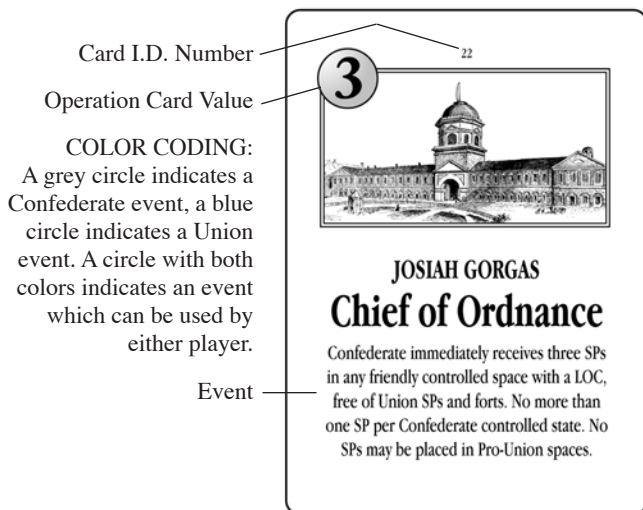 Card I.D. Number
22
Operation Card Value
3
COLOR CODING:
A grey circle indicates a
Confederate event, a blue
circle indicates a Union
event. A circle with both
colors indicates an event
which can be used by
either player.
Event
JOSIAH GORGAS
Chief of Ordnance
Confederate immediately receives three SPs
in any friendly controlled space with a LOC,
free of Union SPs and forts. No more than
one SP per Confederate controlled state. No
SPs may be placed in Pro-Union spaces.